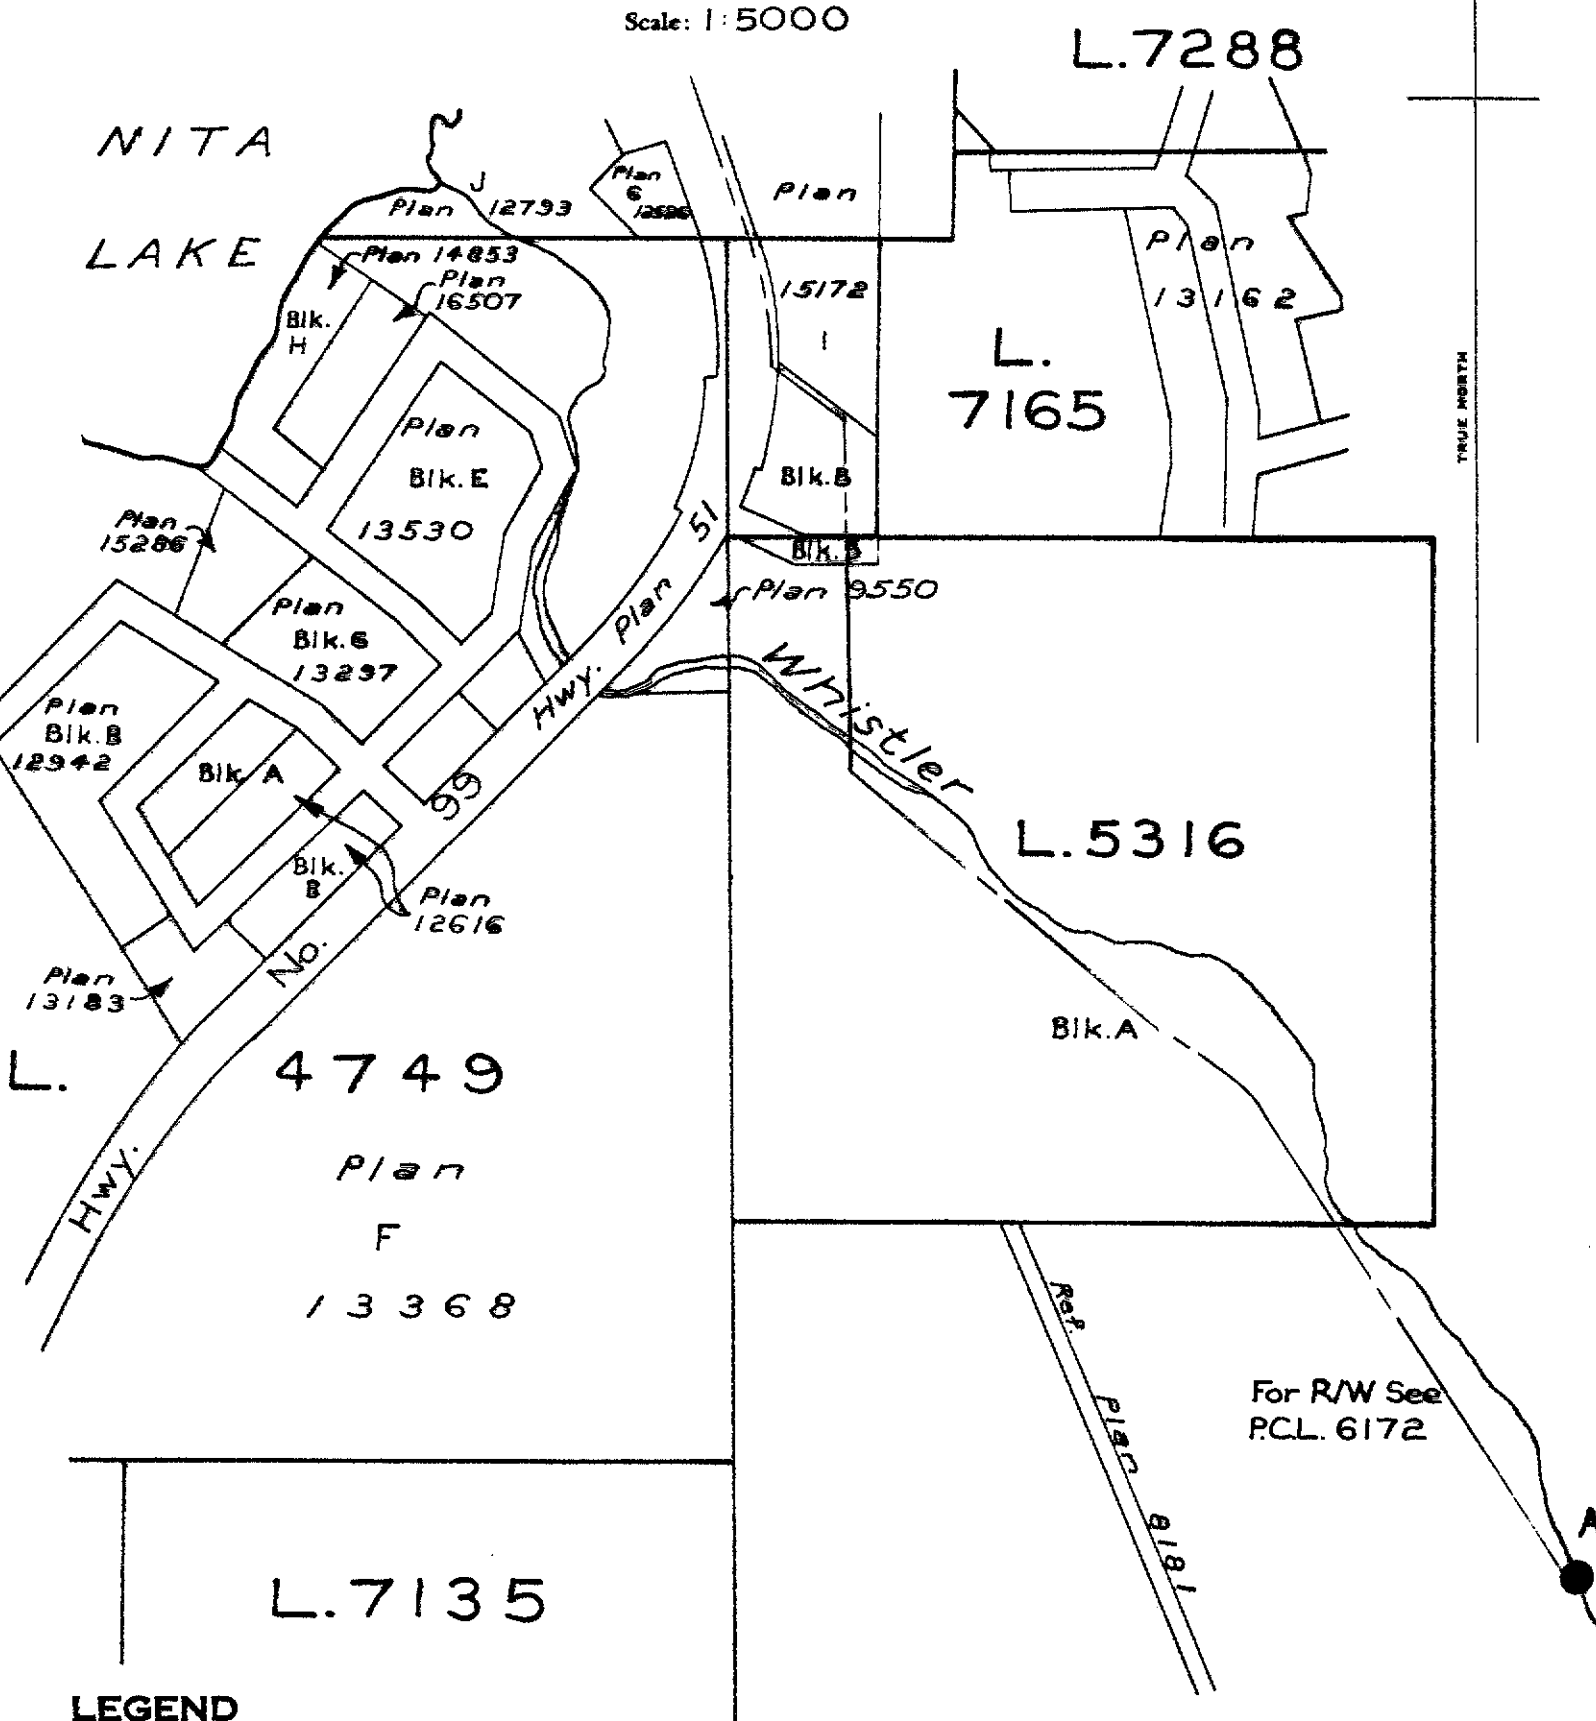 Scale: 1:5000
L. 7288
NITA
LAKE
J
Plan 12793
Plan
6
Plan
15172
1
Plan 14853
Plan
16507
Blk.
H
Plan
13162
L.
7165
TRUE NORTH
Plan
Blk. E
13530
Blk. B
Plan
15286
Blk. B
Plan 9550
Plan
Blk. 6
13297
Hwy. Plan 51
Whistler
Plan
Blk. B
12942
Blk. A
99
L. 5316
Blk.
B
Plan
12616
No.
Plan
13183
Blk. A
L. 4749
Hwy.
Plan
F
13368
Ref. Plan 8181
For R/W See
P.C.L. 6172
A
L. 7135
LEGEND